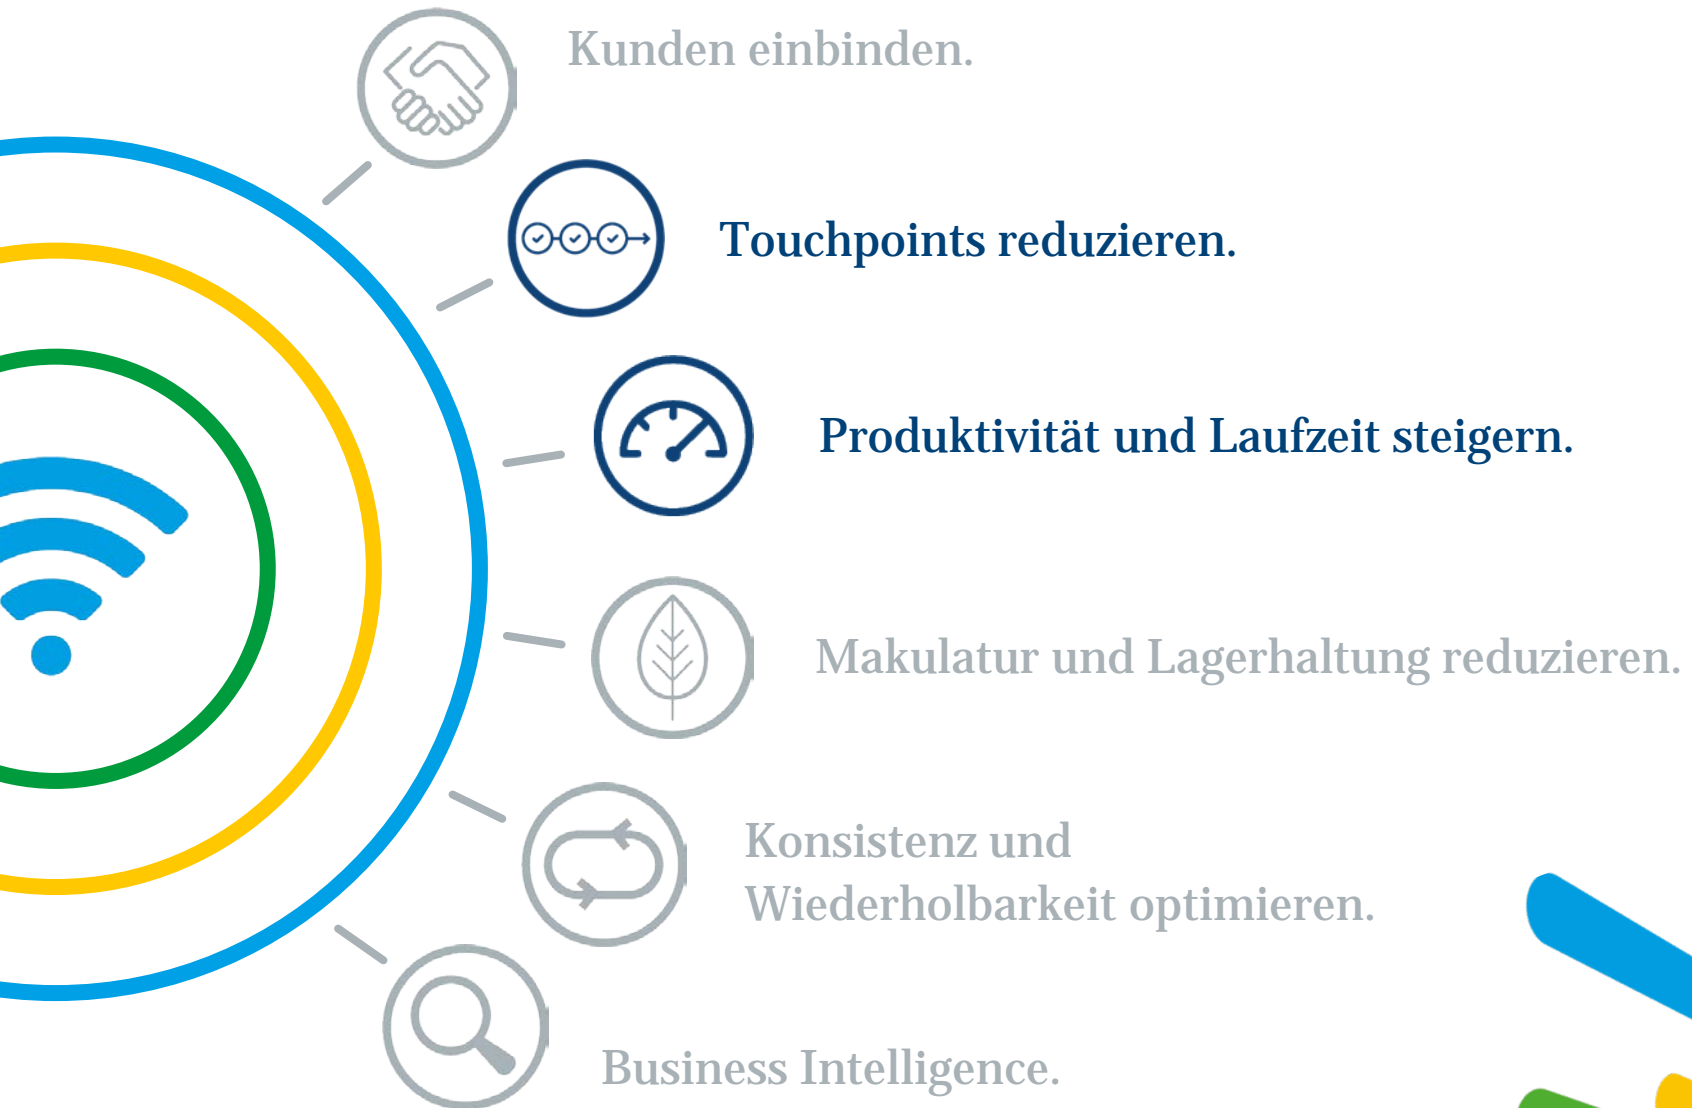 Kunden einbinden.
Touchpoints reduzieren.
Produktivität und Laufzeit steigern.
Makulatur und Lagerhaltung reduzieren.
Konsistenz und
Wiederholbarkeit optimieren.
Business Intelligence.